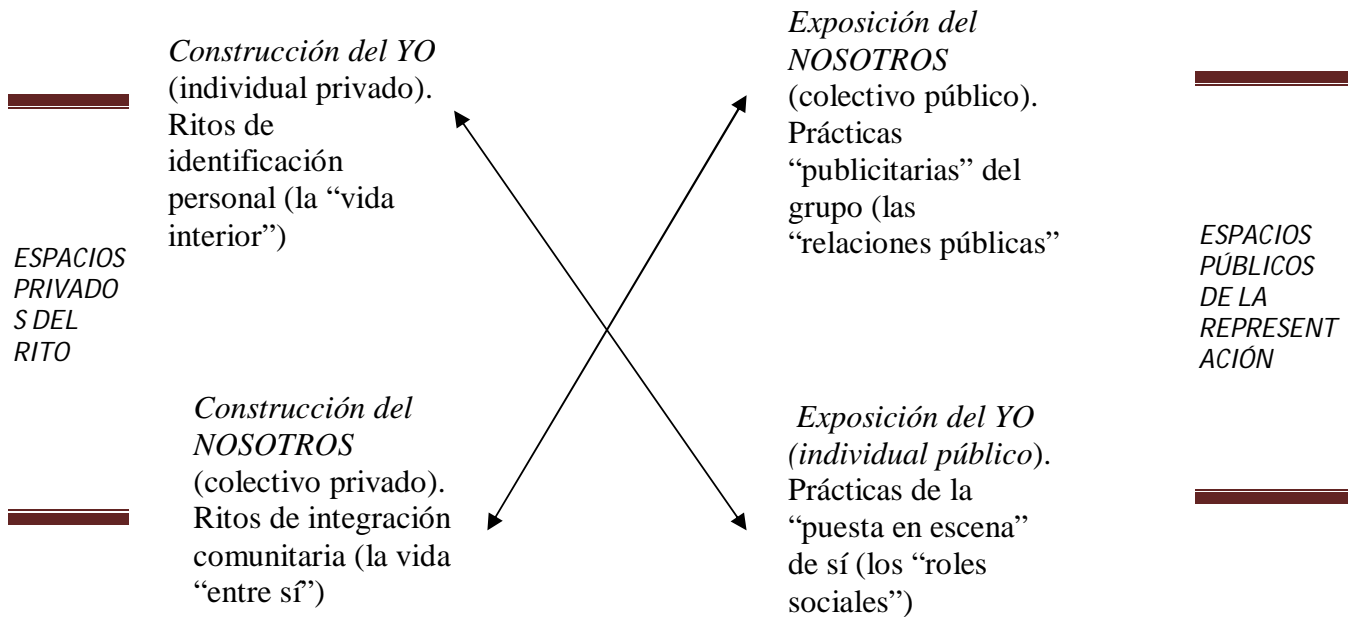 Construcción del YO
(individual privado).
Ritos de
identificación
personal (la “vida
interior”)
Exposición del
NOSOTROS
(colectivo público).
Prácticas
“publicitarias” del
grupo (las
“relaciones públicas”
ESPACIOS
PRIVADO
S DEL
RITO
ESPACIOS
PÚBLICOS
DE LA
REPRESENT
ACIÓN
Construcción del
NOSOTROS
(colectivo privado).
Ritos de integración
comunitaria (la vida
“entre sí”)
Exposición del YO
(individual público).
Prácticas de la
“puesta en escena”
de sí (los “roles
sociales”)